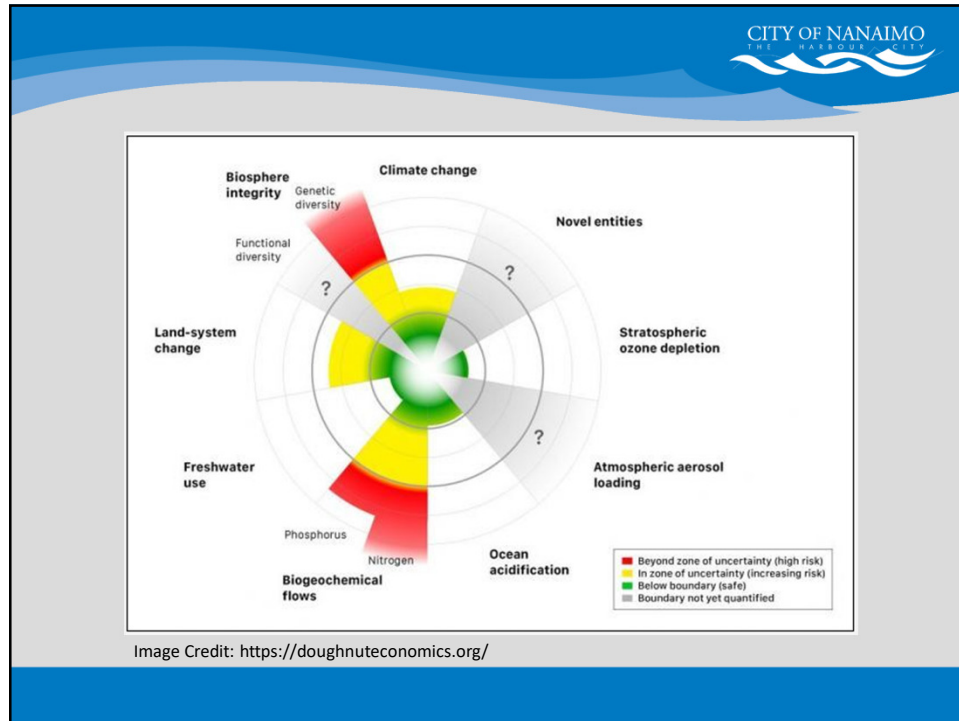 CITY OF NANAIMO
THE HARBOUR CITY
Climate change
Biosphere
integrity
Genetic
diversity
Functional
diversity
Novel entities
?
?
Land-system
change
Stratospheric
ozone depletion
?
Freshwater
use
Atmospheric aerosol
loading
Phosphorus
Nitrogen
Biogeochemical
flows
Ocean
acidification
Beyond zone of uncertainty (high risk)
In zone of uncertainty (increasing risk)
Below boundary (safe)
Boundary not yet quantified
Image Credit: https://doughnuteconomics.org/